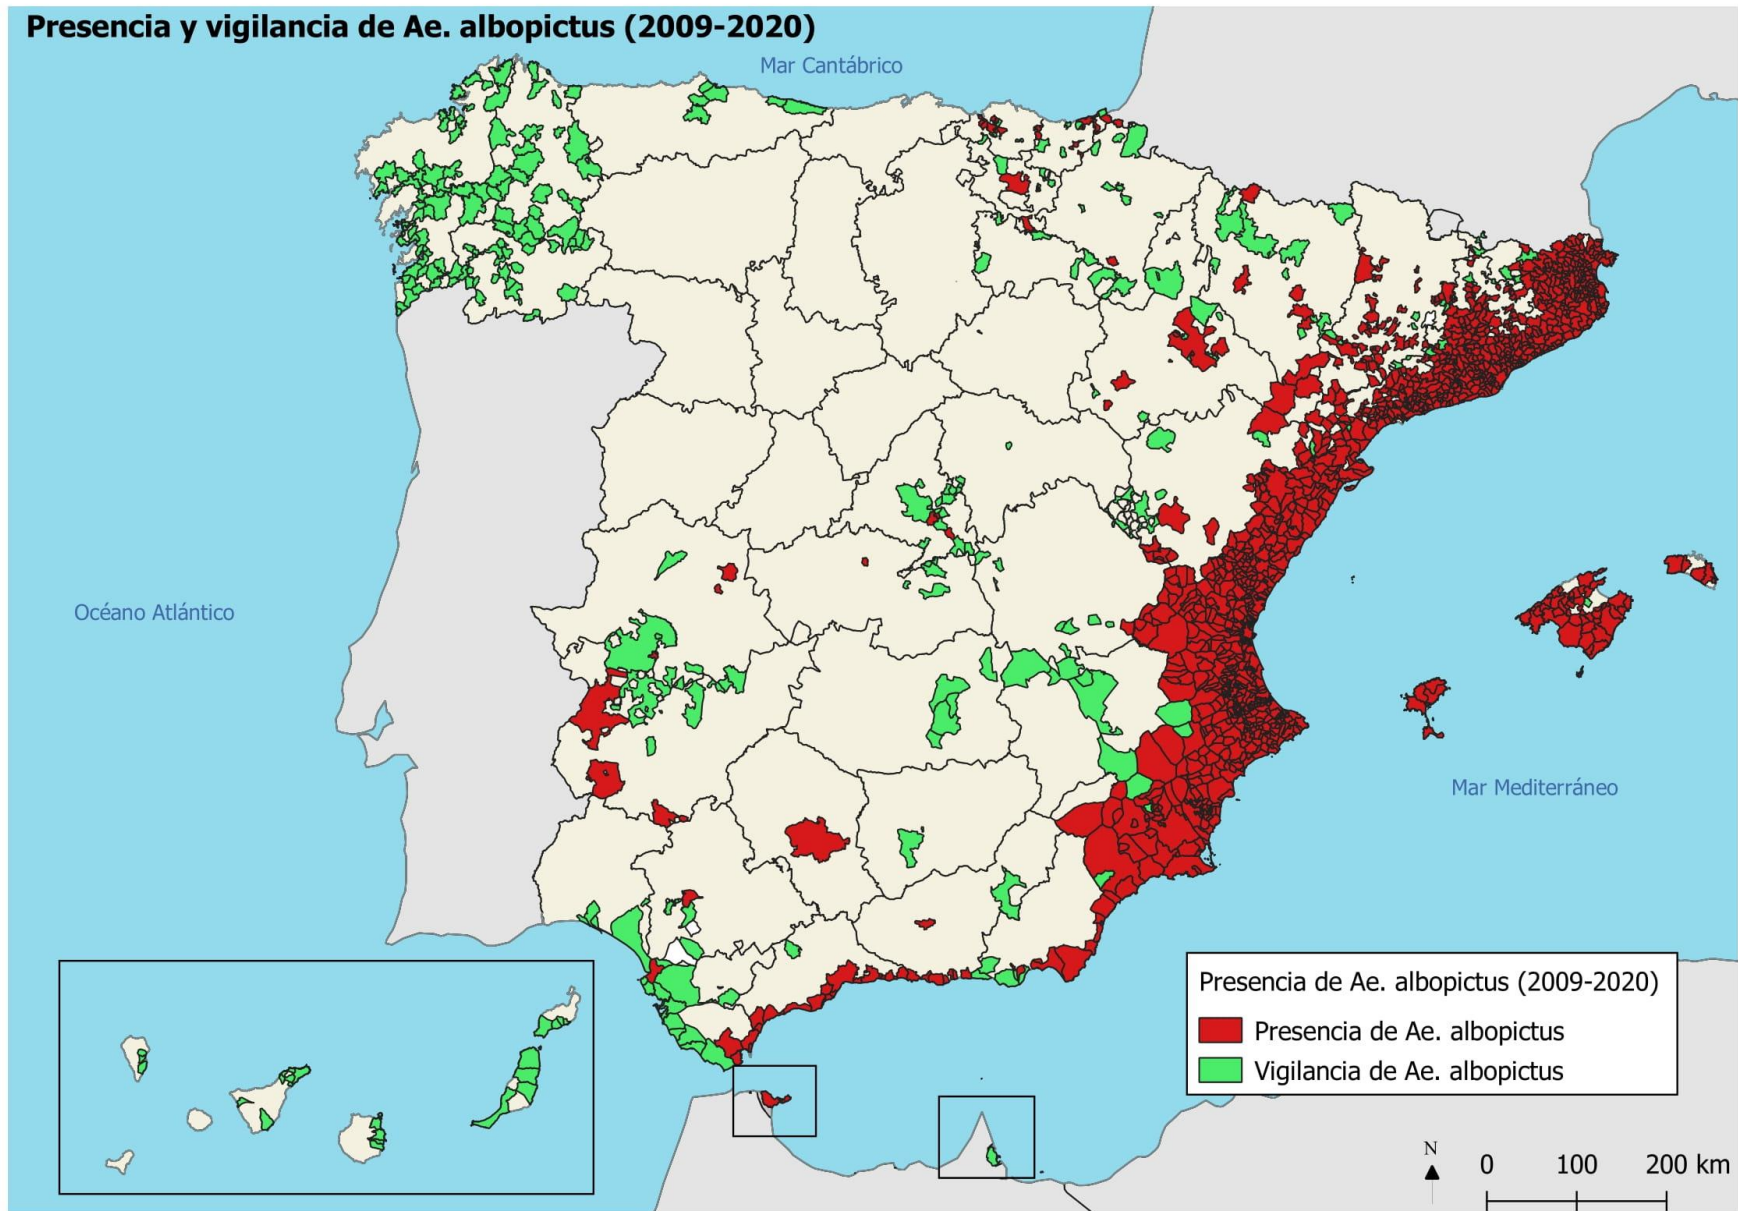 Presencia y vigilancia de Ae. albopictus (2009-2020)
Mar Cantábrico
Océano Atlántico
Mar Mediterráneo
Presencia de Ae. albopictus (2009-2020)
Presencia de Ae. albopictus
Vigilancia de Ae. albopictus
N
0 100 200 km